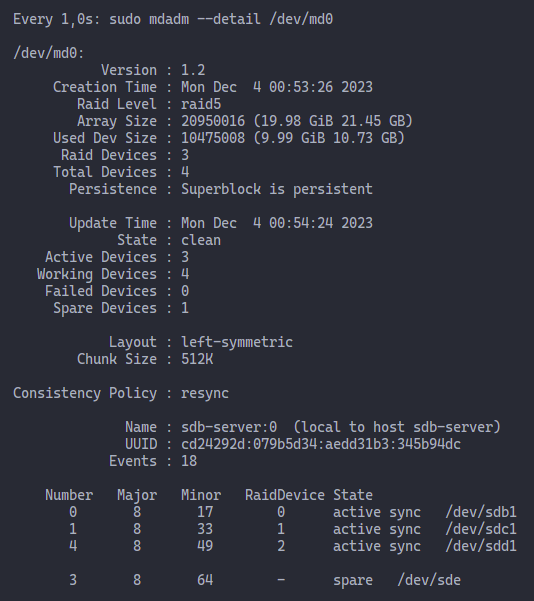 Every 1,0s: sudo mdadm --detail /dev/md0
/dev/md0:
Version : 1.2
Creation Time : Mon Dec  4 00:53:26 2023
Raid Level : raid5
Array Size : 20950016 (19.98 GiB 21.45 GB)
Used Dev Size : 10475008 (9.99 GiB 10.73 GB)
Raid Devices : 3
Total Devices : 4
Persistence : Superblock is persistent
Update Time : Mon Dec  4 00:54:24 2023
State : clean
Active Devices : 3
Working Devices : 4
Failed Devices : 0
Spare Devices : 1
Layout : left-symmetric
Chunk Size : 512K
Consistency Policy : resync
Name : sdb-server:0  (local to host sdb-server)
UUID : cd24292d:079b5d34:aedd31b3:345b94dc
Events : 18
Number   Major   Minor   RaidDevice State
0       8       17        0      active sync   /dev/sdb1
1       8       33        1      active sync   /dev/sdc1
4       8       49        2      active sync   /dev/sdd1
3       8       64        -      spare   /dev/sde